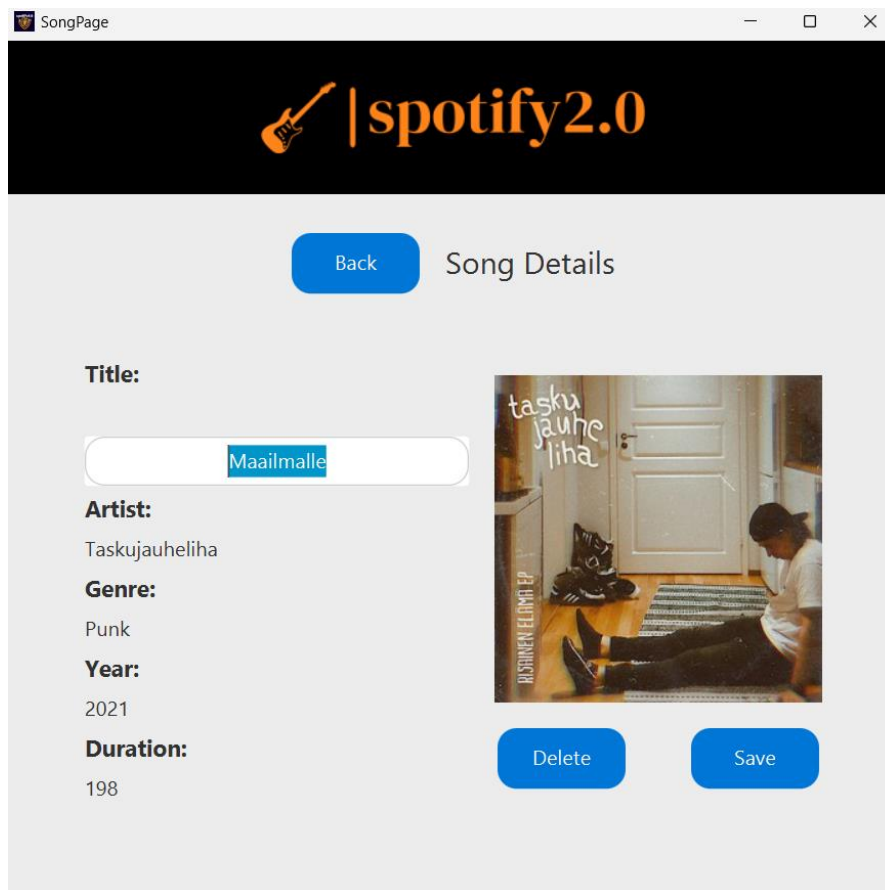 SongPage
|spotify2.0
Back
Song Details
Title:
Maailmalle
Artist:
Taskujauheliha
Genre:
Punk
Year:
2021
Duration:
198
tasku
jauhe
liha
RISAINEN ELÄMÄ EP
Delete
Save